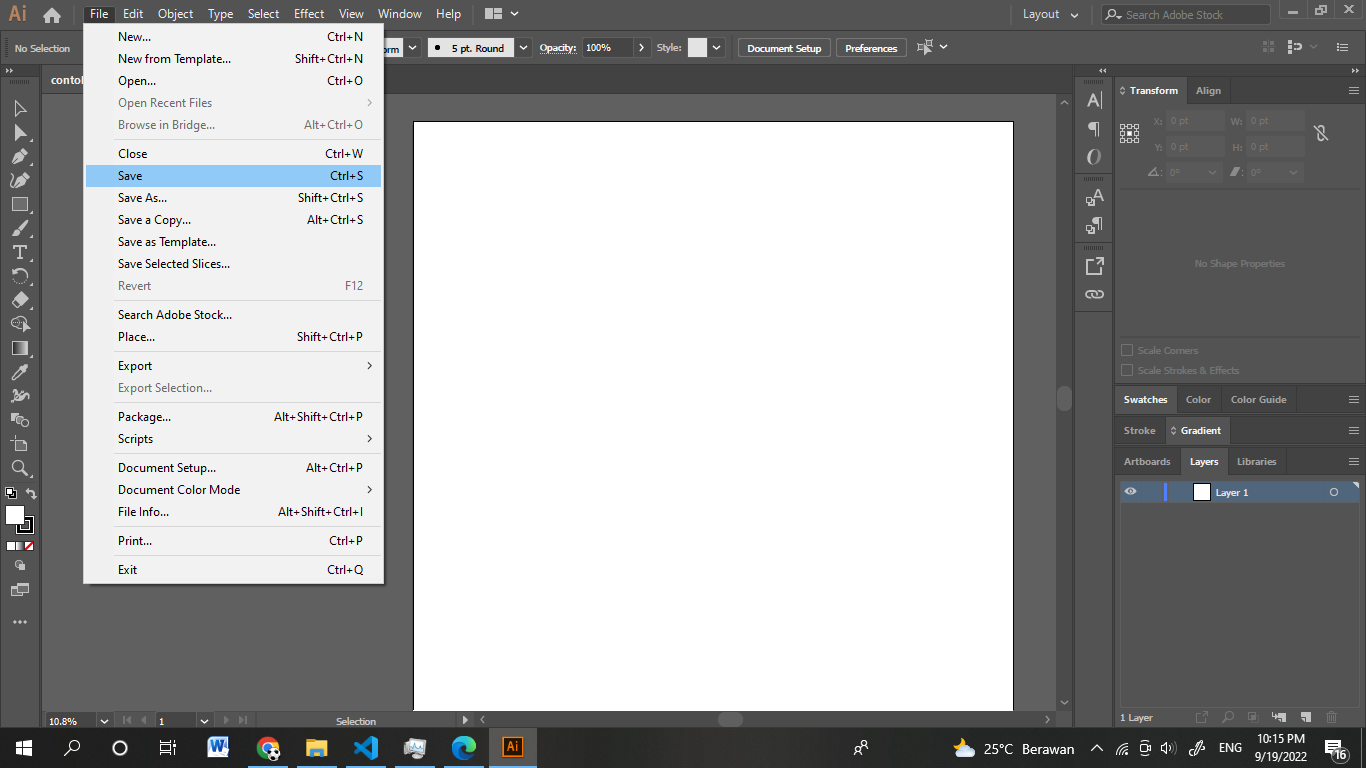 Ai File Edit Object Type Select Effect View Window Help Layout Search Adobe Stock
No Selection 5 pt. Round Opacity: 100% Style: Document Setup Preferences
New... Ctrl+N
New from Template... Shift+Ctrl+N
Open... Ctrl+O
Open Recent Files
Browse in Bridge... Alt+Ctrl+O
Close Ctrl+W
Save Ctrl+S
Save As... Shift+Ctrl+S
Save a Copy... Alt+Ctrl+S
Save as Template...
Save Selected Slices...
Revert F12
Search Adobe Stock...
Place... Shift+Ctrl+P
Export
Export Selection...
Package... Alt+Shift+Ctrl+P
Scripts
Document Setup... Alt+Ctrl+P
Document Color Mode
File Info... Alt+Shift+Ctrl+I
Print... Ctrl+P
Exit Ctrl+Q
Transform Align
X: 0 pt W: 0 pt
Y: 0 pt H: 0 pt
0° 0°
No Shape Properties
Scale Corners
Scale Strokes & Effects
Swatches Color Color Guide
Stroke Gradient
Artboards Layers Libraries
Layer 1
1 Layer
10.8% 1 Selection
25°C Berawan ENG 10:15 PM
9/19/2022 16